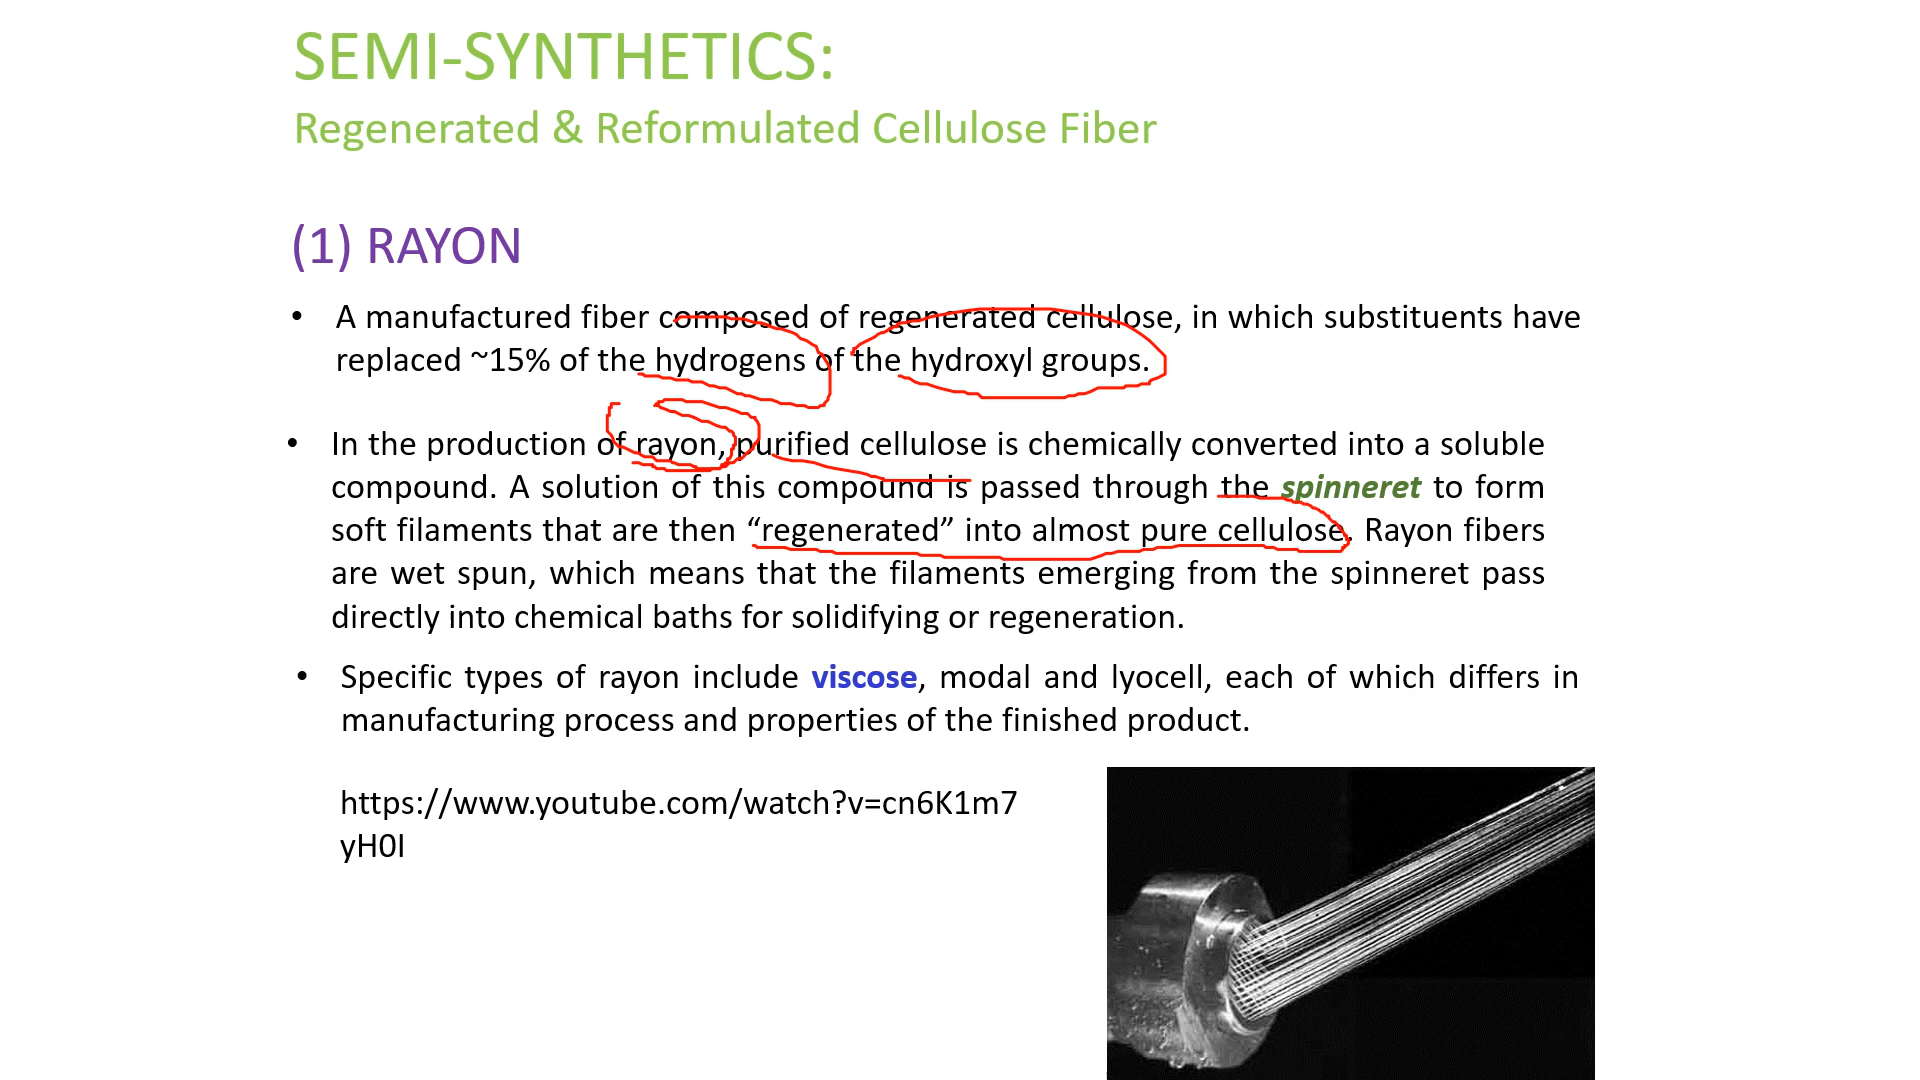 SEMI-SYNTHETICS:
Regenerated & Reformulated Cellulose Fiber
(1) RAYON
• A manufactured fiber composed of regenerated cellulose, in which substituents have
replaced ~15% of the hydrogens of the hydroxyl groups.
• In the production of rayon, purified cellulose is chemically converted into a soluble
compound. A solution of this compound is passed through the spinneret to form
soft filaments that are then “regenerated” into almost pure cellulose. Rayon fibers
are wet spun, which means that the filaments emerging from the spinneret pass
directly into chemical baths for solidifying or regeneration.
• Specific types of rayon include viscose, modal and lyocell, each of which differs in
manufacturing process and properties of the finished product.
https://www.youtube.com/watch?v=cn6K1m7
yH0I